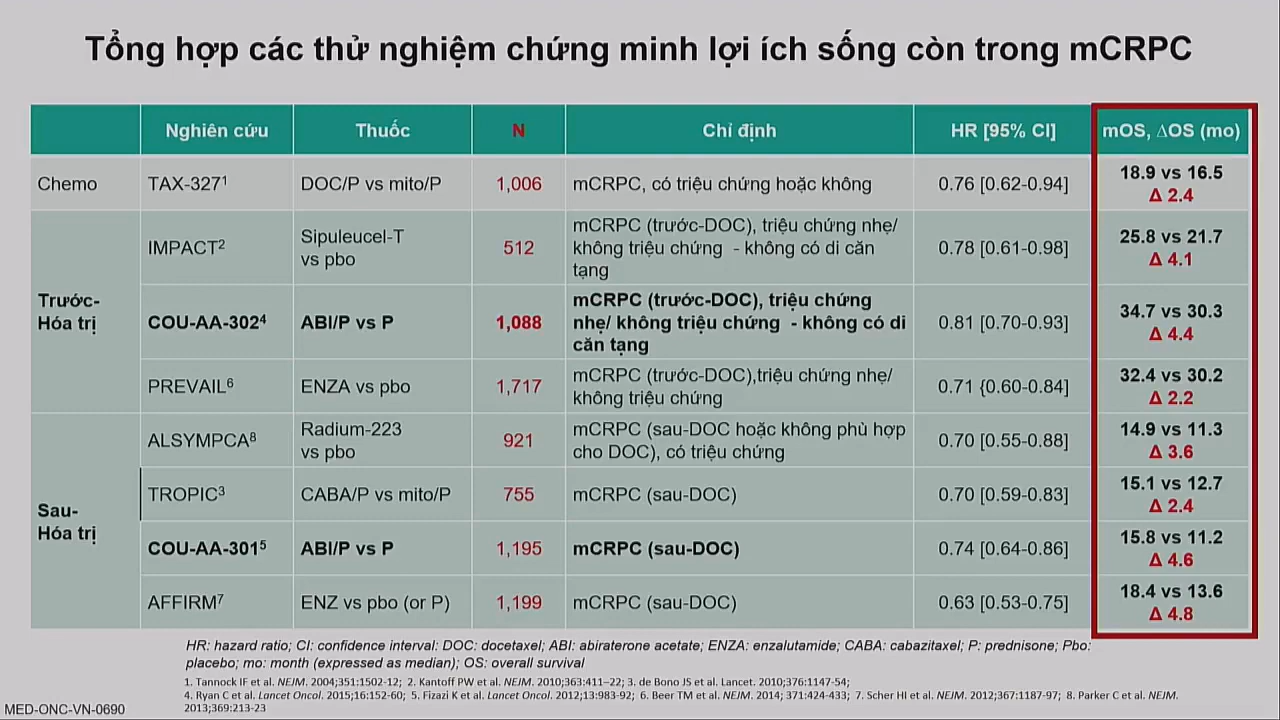 Tổng hợp các thử nghiệm chứng minh lợi ích sống còn trong mCRPC
Nghiên cứu Thuốc N Chỉ định HR [95% CI] mOS, ∆OS (mo)
Chemo TAX-327¹ DOC/P vs mito/P 1,006 mCRPC, có triệu chứng hoặc không 0.76 [0.62-0.94] 18.9 vs 16.5
Δ 2.4
Trước-
Hóa trị
IMPACT²
Sipuleucel-T
vs pbo
512
mCRPC (trước-DOC), triệu chứng nhẹ/
không triệu chứng - không có di căn
tạng
0.78 [0.61-0.98]
25.8 vs 21.7
Δ 4.1
COU-AA-302⁴
ABI/P vs P
1,088
mCRPC (trước-DOC), triệu chứng
nhẹ/ không triệu chứng - không có di
căn tạng
0.81 [0.70-0.93]
34.7 vs 30.3
Δ 4.4
PREVAIL⁶
ENZA vs pbo
1,717
mCRPC (trước-DOC),triệu chứng nhẹ/
không triệu chứng
0.71 {0.60-0.84]
32.4 vs 30.2
Δ 2.2
Sau-
Hóa trị
ALSYMPCA⁸
Radium-223
vs pbo
921
mCRPC (sau-DOC hoặc không phù hợp
cho DOC), có triệu chứng
0.70 [0.55-0.88]
14.9 vs 11.3
Δ 3.6
TROPIC³
CABA/P vs mito/P
755
mCRPC (sau-DOC)
0.70 [0.59-0.83]
15.1 vs 12.7
Δ 2.4
COU-AA-301⁵
ABI/P vs P
1,195
mCRPC (sau-DOC)
0.74 [0.64-0.86]
15.8 vs 11.2
Δ 4.6
AFFIRM⁷
ENZ vs pbo (or P)
1,199
mCRPC (sau-DOC)
0.63 [0.53-0.75]
18.4 vs 13.6
Δ 4.8
HR: hazard ratio; CI: confidence interval: DOC: docetaxel; ABI: abiraterone acetate; ENZA: enzalutamide; CABA: cabazitaxel; P: prednisone; Pbo:
placebo; mo: month (expressed as median); OS: overall survival
1. Tannock IF et al. NEJM. 2004;351:1502-12; 2. Kantoff PW et al. NEJM. 2010;363:411–22; 3. de Bono JS et al. Lancet. 2010;376:1147-54;
4. Ryan C et al. Lancet Oncol. 2015;16:152-60; 5. Fizazi K et al. Lancet Oncol. 2012;13:983-92; 6. Beer TM et al. NEJM. 2014; 371:424-433; 7. Scher HI et al. NEJM. 2012;367:1187-97; 8. Parker C et al. NEJM.
2013;369:213-23
MED-ONC-VN-0690